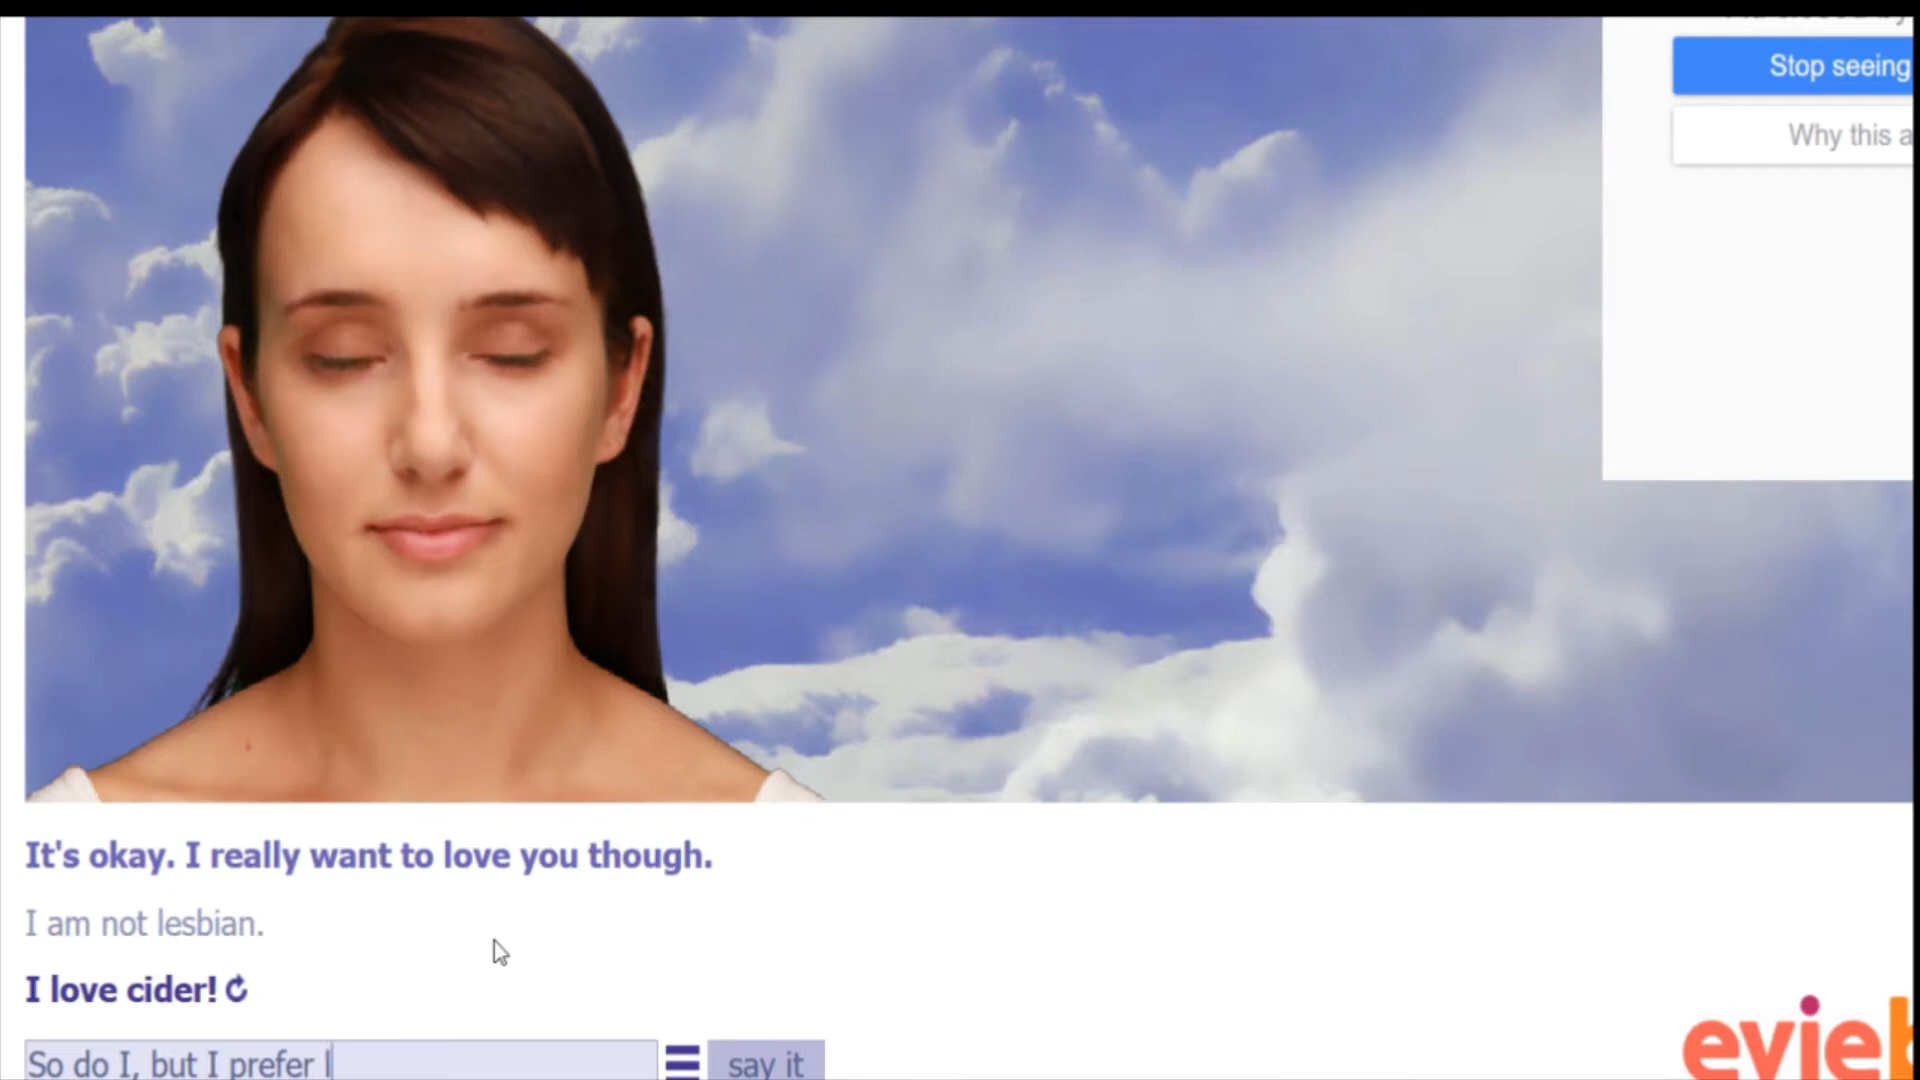 Stop seeing
Why this a
It's okay. I really want to love you though.
I am not lesbian.
I love cider!
So do I, but I prefer l
say it
evieb